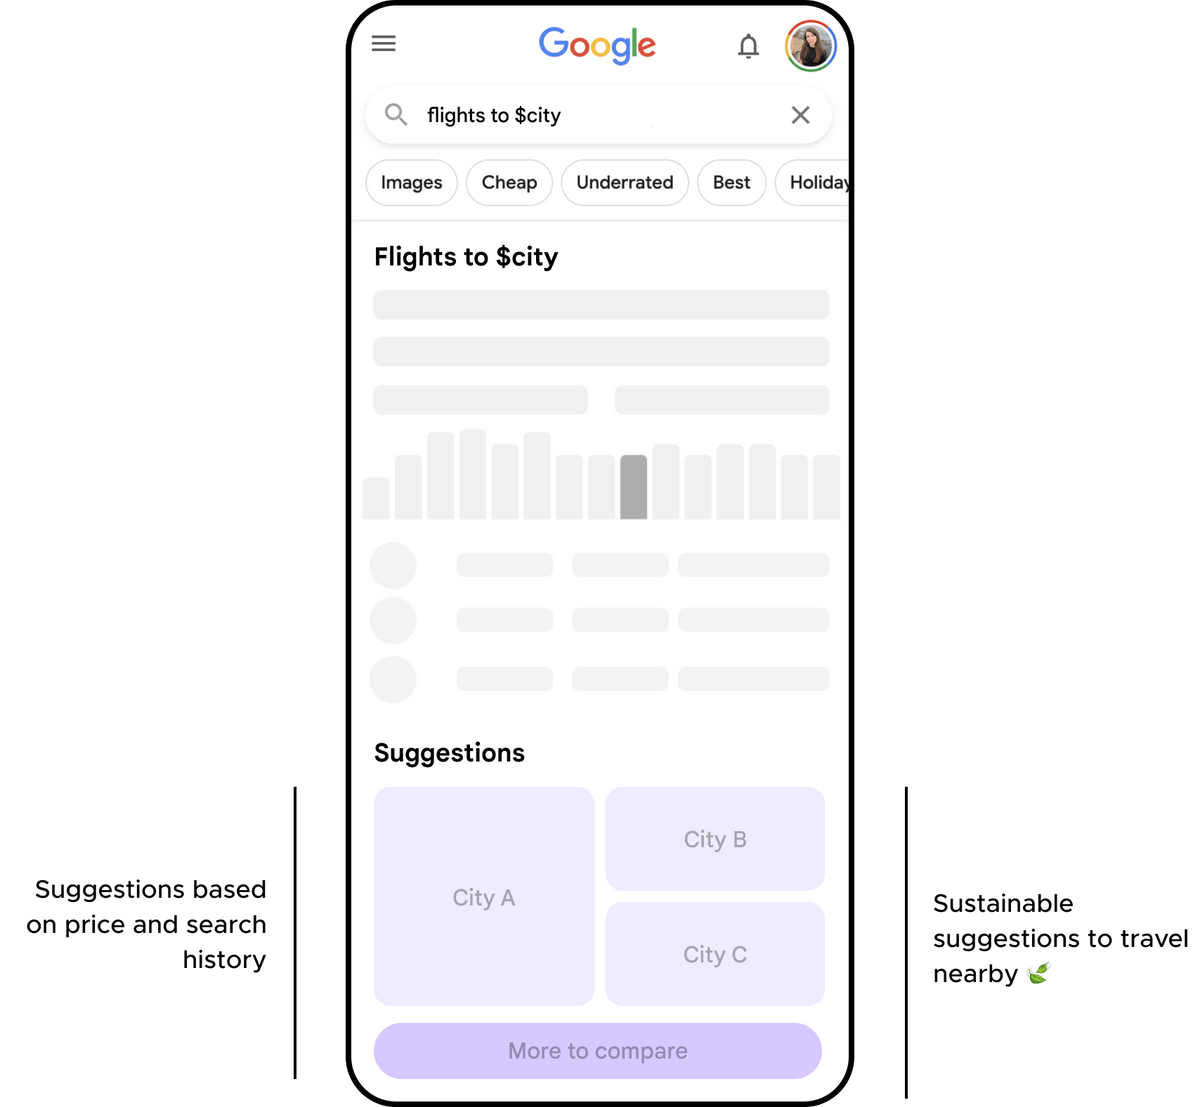 Google
flights to $city
Images
Cheap
Underrated
Best
Holiday
Flights to $city
Suggestions
City A
City B
City C
More to compare
Suggestions based
on price and search
history
Sustainable
suggestions to travel
nearby 🌿